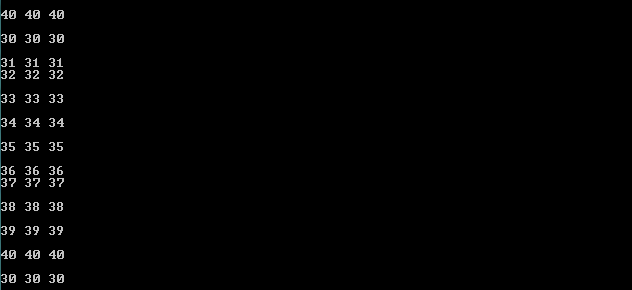 40 40 40
30 30 30
31 31 31
32 32 32
33 33 33
34 34 34
35 35 35
36 36 36
37 37 37
38 38 38
39 39 39
40 40 40
30 30 30